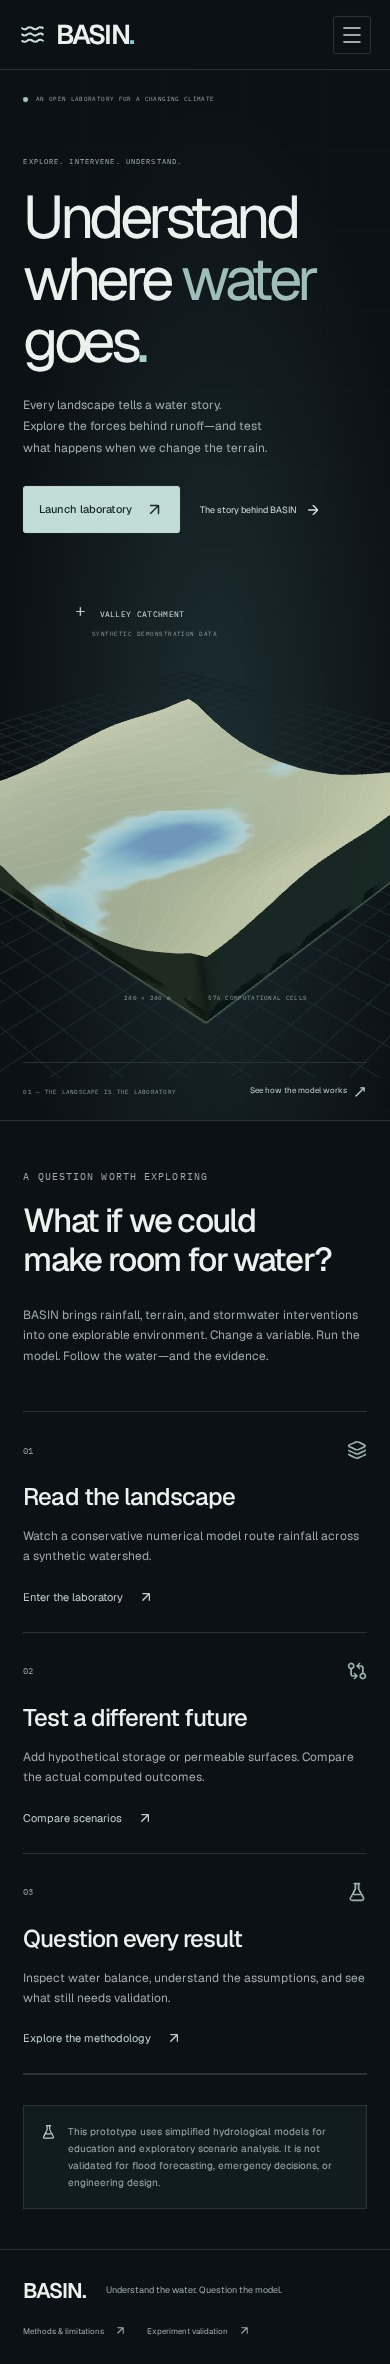 BASIN.
AN OPEN LABORATORY FOR A CHANGING CLIMATE
EXPLORE. INTERVENE. UNDERSTAND.
Understand
where water
goes.
Every landscape tells a water story.
Explore the forces behind runoff—and test
what happens when we change the terrain.
Launch laboratory
The story behind BASIN
VALLEY CATCHMENT
SYNTHETIC DEMONSTRATION DATA
240 × 240 m / 576 COMPUTATIONAL CELLS
01 — THE LANDSCAPE IS THE LABORATORY
See how the model works
A QUESTION WORTH EXPLORING
What if we could
make room for water?
BASIN brings rainfall, terrain, and stormwater interventions
into one explorable environment. Change a variable. Run the
model. Follow the water—and the evidence.
01
Read the landscape
Watch a conservative numerical model route rainfall across
a synthetic watershed.
Enter the laboratory
02
Test a different future
Add hypothetical storage or permeable surfaces. Compare
the actual computed outcomes.
Compare scenarios
03
Question every result
Inspect water balance, understand the assumptions, and see
what still needs validation.
Explore the methodology
This prototype uses simplified hydrological models for
education and exploratory scenario analysis. It is not
validated for flood forecasting, emergency decisions, or
engineering design.
BASIN.
Understand the water. Question the model.
Methods & limitations
Experiment validation